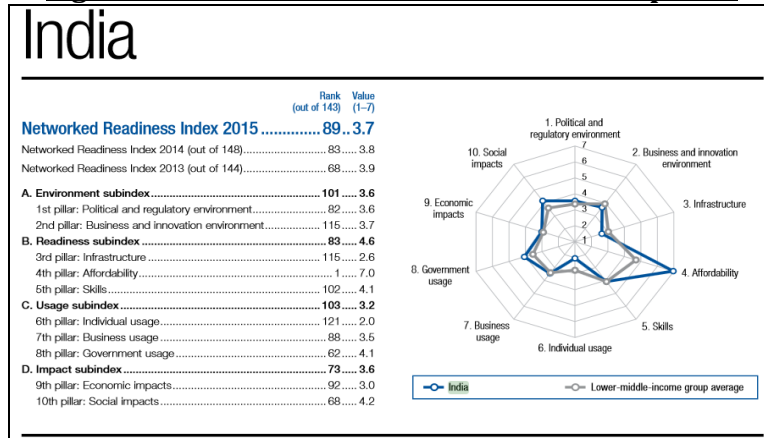 India
Rank Value
(out of 143) (1–7)
Networked Readiness Index 2015..............89..3.7
Networked Readiness Index 2014 (out of 148)..........................83.....3.8
Networked Readiness Index 2013 (out of 144)..........................68.....3.9
A. Environment subindex.................................................101.....3.6
1st pillar: Political and regulatory environment......................82.....3.6
2nd pillar: Business and innovation environment.................115.....3.7
B. Readiness subindex.....................................................83.....4.6
3rd pillar: Infrastructure..................................................115.....2.6
4th pillar: Affordability.......................................................1.....7.0
5th pillar: Skills...............................................................102.....4.1
C. Usage subindex..........................................................103.....3.2
6th pillar: Individual usage...............................................121.....2.0
7th pillar: Business usage.................................................88.....3.5
8th pillar: Government usage............................................62.....4.1
D. Impact subindex..........................................................73.....3.6
9th pillar: Economic impacts..............................................92.....3.0
10th pillar: Social impacts..................................................68.....4.2
1. Political and
regulatory environment
2. Business and innovation
environment
3. Infrastructure
4. Affordability
5. Skills
6. Individual usage
7. Business
usage
8. Government
usage
9. Economic
impacts
10. Social
impacts
7
6
5
4
3
2
1
India
Lower-middle-income group average